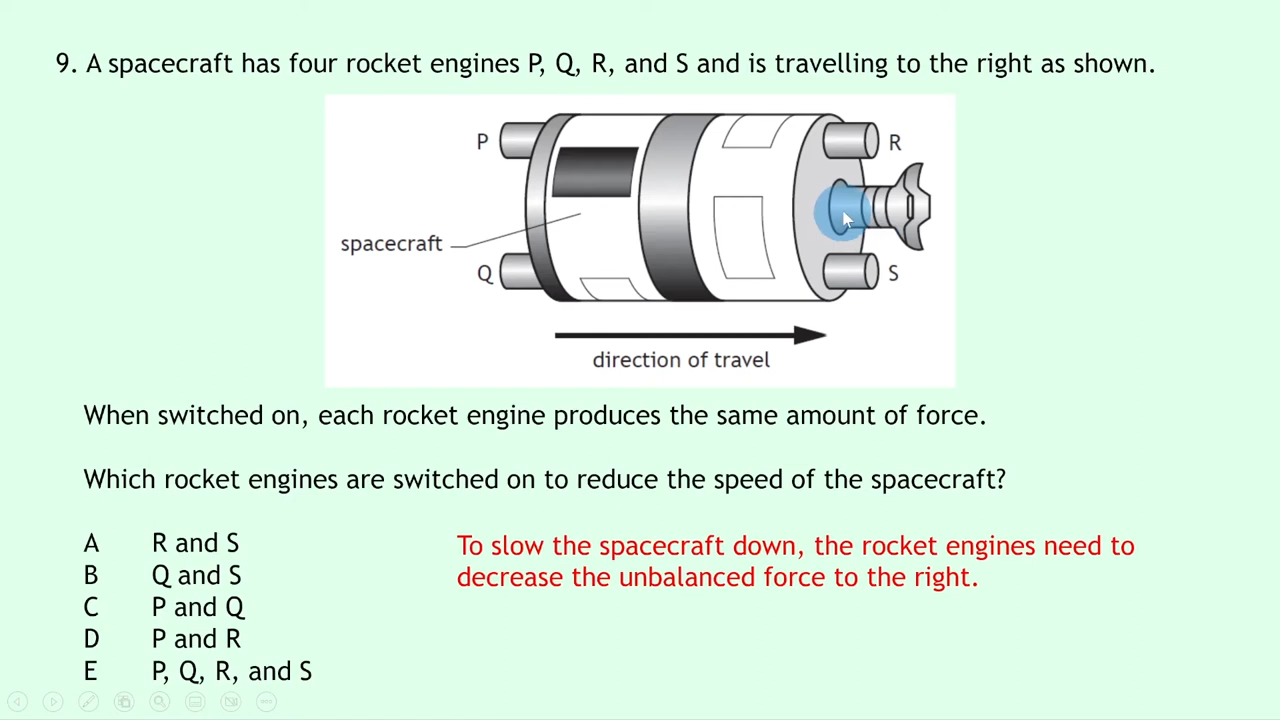 9. A spacecraft has four rocket engines P, Q, R, and S and is travelling to the right as shown.
P
R
spacecraft
Q
S
direction of travel
When switched on, each rocket engine produces the same amount of force.
Which rocket engines are switched on to reduce the speed of the spacecraft?
A R and S
B Q and S
C P and Q
D P and R
E P, Q, R, and S
To slow the spacecraft down, the rocket engines need to
decrease the unbalanced force to the right.